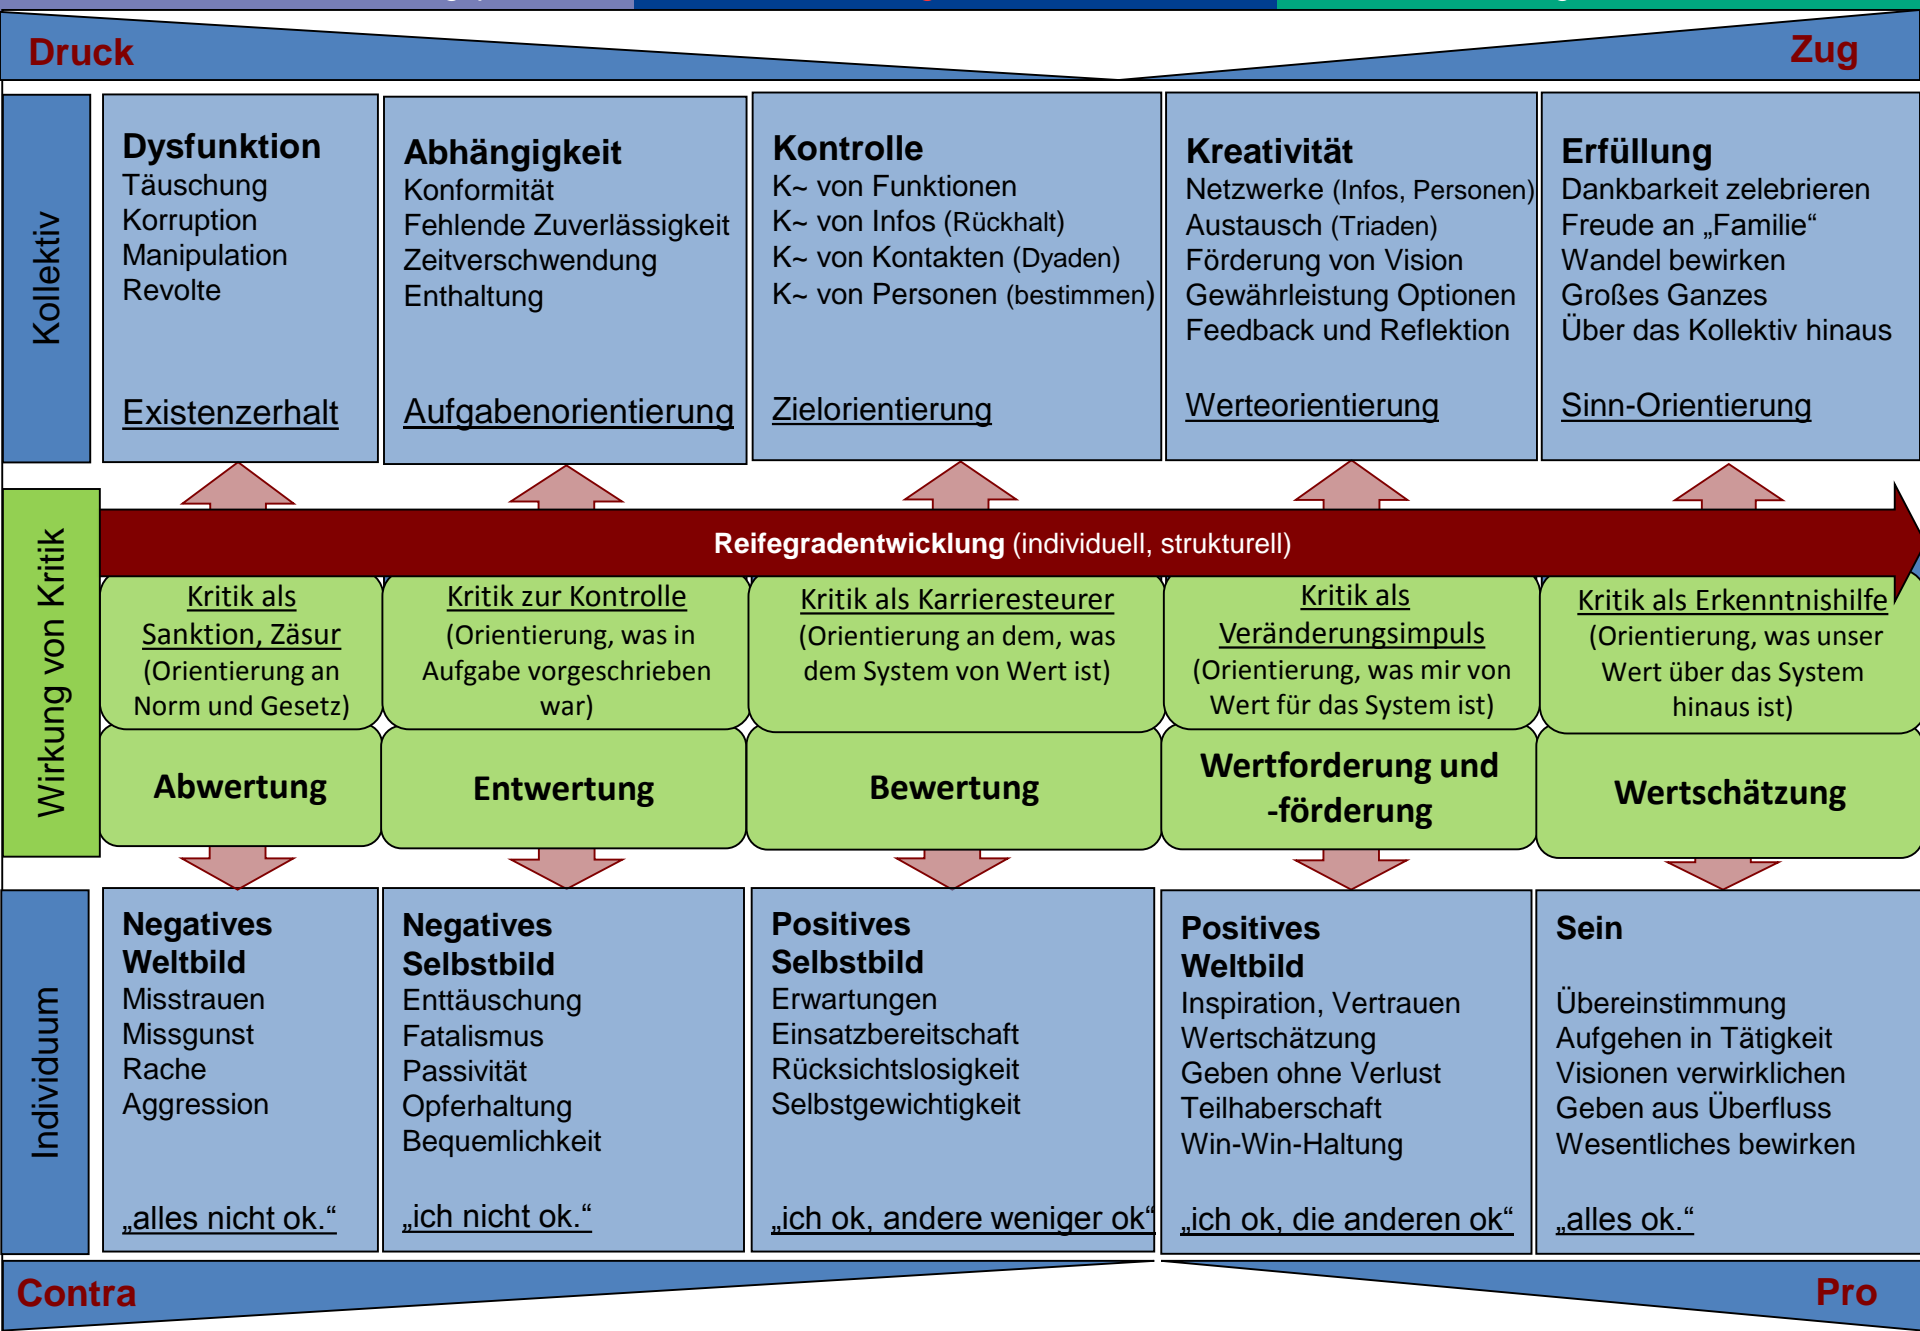 Druck
Zug
Kollektiv
Dysfunktion
Täuschung
Korruption
Manipulation
Revolte
Existenzerhalt
Abhängigkeit
Konformität
Fehlende Zuverlässigkeit
Zeitverschwendung
Enthaltung
Aufgabenorientierung
Kontrolle
K~ von Funktionen
K~ von Infos (Rückhalt)
K~ von Kontakten (Dyaden)
K~ von Personen (bestimmen)
Zielorientierung
Kreativität
Netzwerke (Infos, Personen)
Austausch (Triaden)
Förderung von Vision
Gewährleistung Optionen
Feedback und Reflektion
Werteorientierung
Erfüllung
Dankbarkeit zelebrieren
Freude an „Familie“
Wandel bewirken
Großes Ganzes
Über das Kollektiv hinaus
Sinn-Orientierung
Wirkung von Kritik
Reifegradentwicklung (individuell, strukturell)
Kritik als
Sanktion, Zäsur
(Orientierung an
Norm und Gesetz)
Kritik zur Kontrolle
(Orientierung, was in
Aufgabe vorgeschrieben
war)
Kritik als Karrieresteurer
(Orientierung an dem, was
dem System von Wert ist)
Kritik als
Veränderungsimpuls
(Orientierung, was mir von
Wert für das System ist)
Kritik als Erkenntnishilfe
(Orientierung, was unser
Wert über das System
hinaus ist)
Abwertung
Entwertung
Bewertung
Wertforderung und
-förderung
Wertschätzung
Individuum
Negatives
Weltbild
Misstrauen
Missgunst
Rache
Aggression
„alles nicht ok.“
Negatives
Selbstbild
Enttäuschung
Fatalismus
Passivität
Opferhaltung
Bequemlichkeit
„ich nicht ok.“
Positives
Selbstbild
Erwartungen
Einsatzbereitschaft
Rücksichtslosigkeit
Selbstgewichtigkeit
„ich ok, andere weniger ok“
Positives
Weltbild
Inspiration, Vertrauen
Wertschätzung
Geben ohne Verlust
Teilhaberschaft
Win-Win-Haltung
„ich ok, die anderen ok“
Sein
Übereinstimmung
Aufgehen in Tätigkeit
Visionen verwirklichen
Geben aus Überfluss
Wesentliches bewirken
„alles ok.“
Contra
Pro